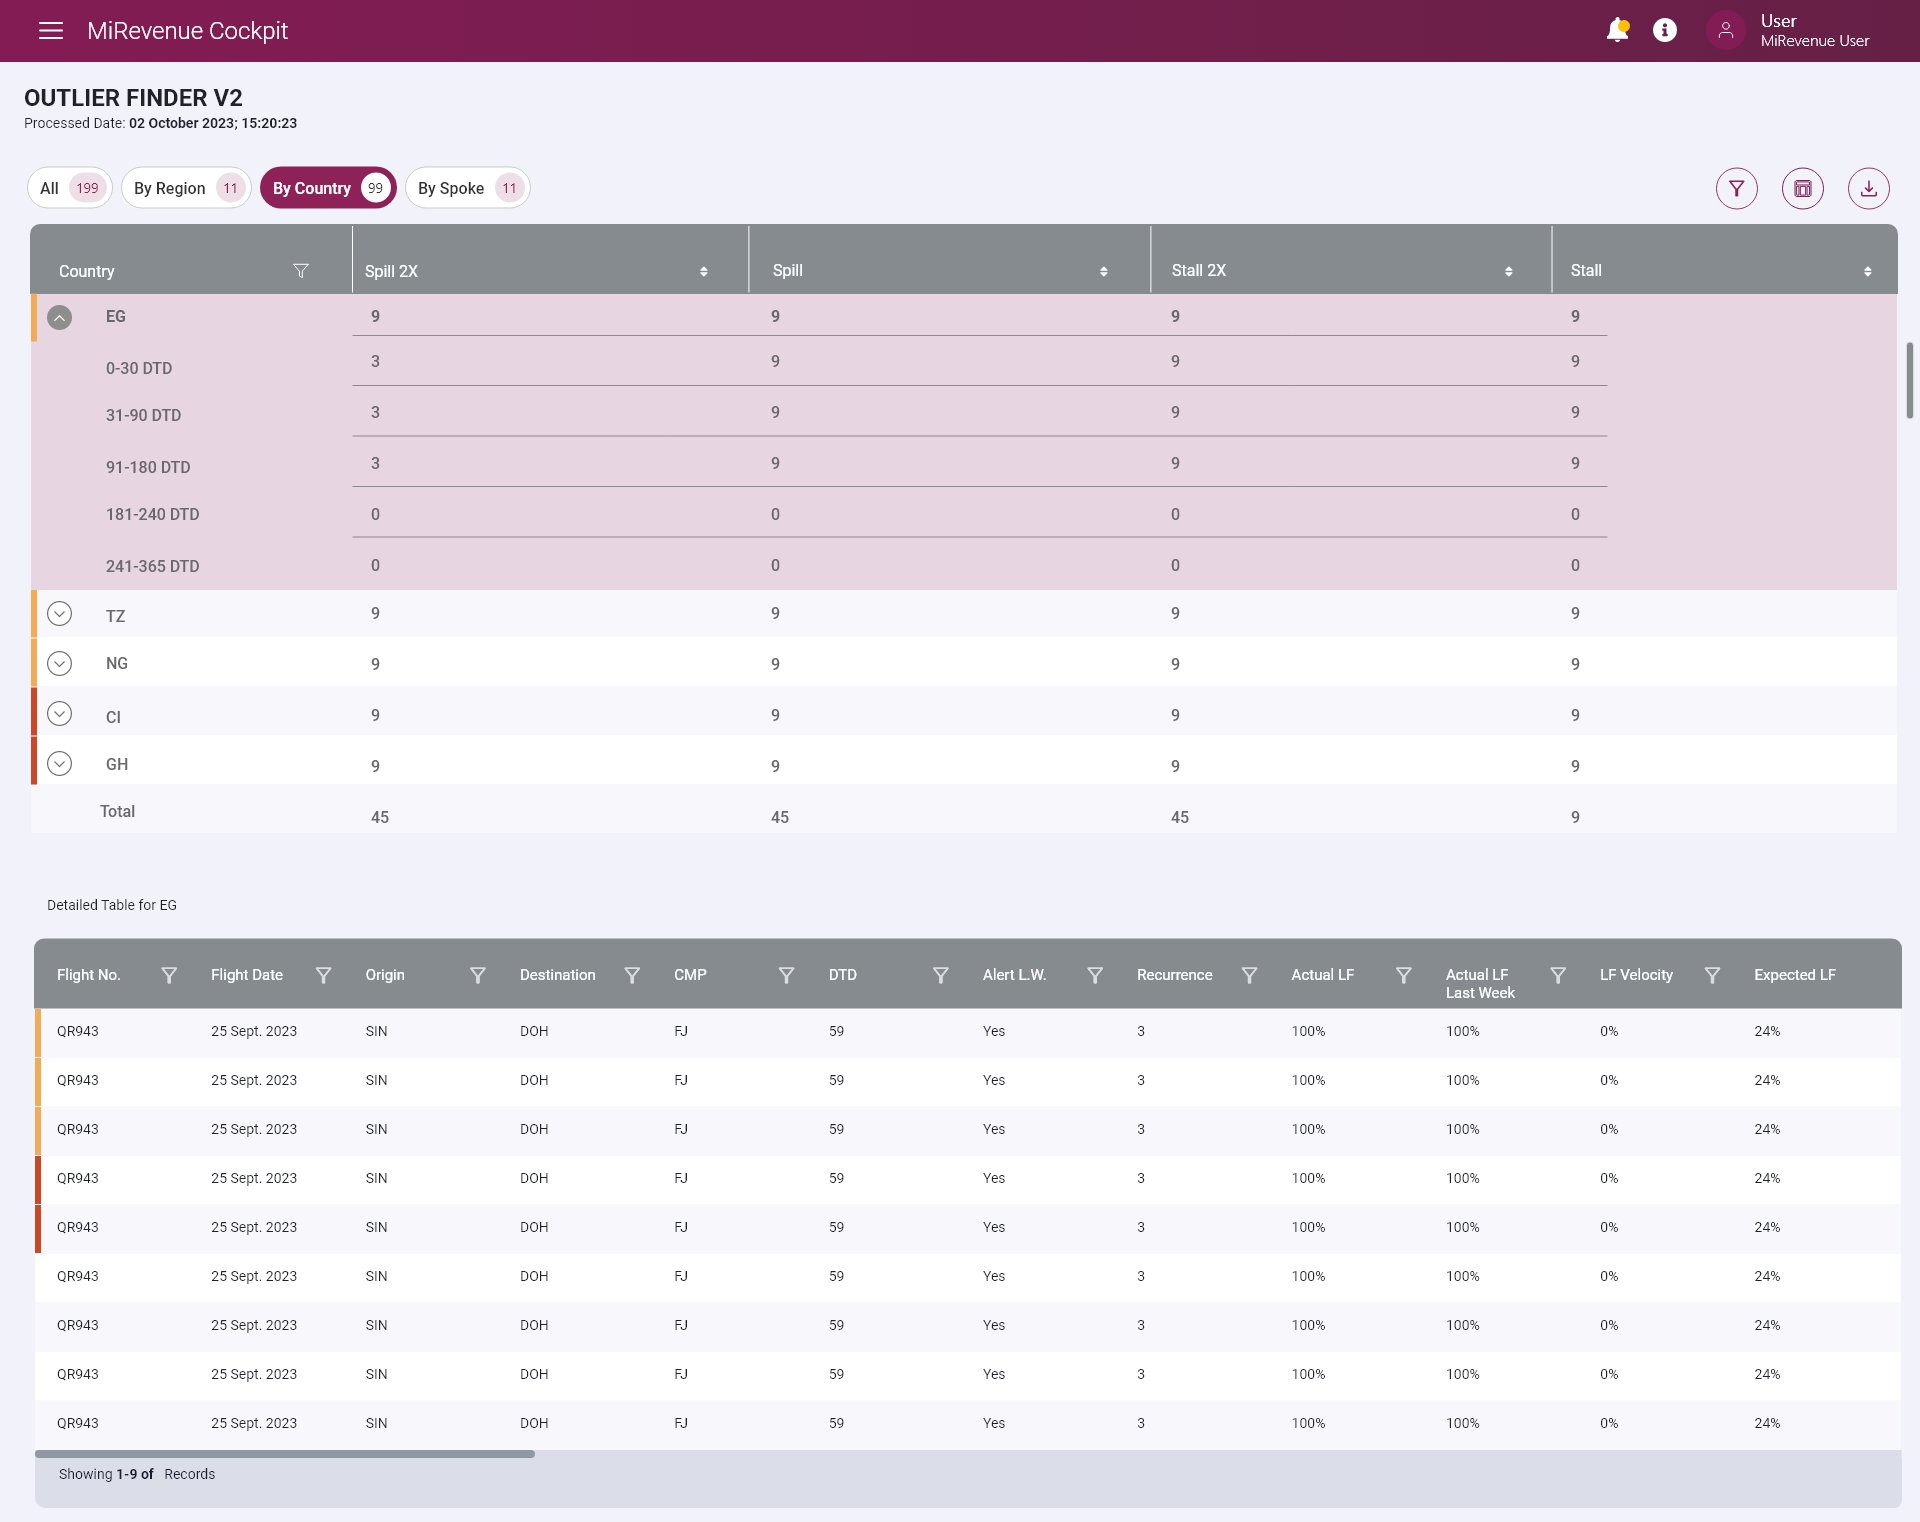 MiRevenue Cockpit
User
MiRevenue User
OUTLIER FINDER V2
Processed Date: 02 October 2023; 15:20:23
All 199 By Region 11 By Country 99 By Spoke 11
Country Spill 2X Spill Stall 2X Stall
EG 9 9 9 9
0-30 DTD 3 9 9 9
31-90 DTD 3 9 9 9
91-180 DTD 3 9 9 9
181-240 DTD 0 0 0 0
241-365 DTD 0 0 0 0
TZ 9 9 9 9
NG 9 9 9 9
CI 9 9 9 9
GH 9 9 9 9
Total 45 45 45 9
Detailed Table for EG
Flight No. Flight Date Origin Destination CMP DTD Alert L.W. Recurrence Actual LF Actual LF LF Velocity Expected LF
Last Week
QR943 25 Sept. 2023 SIN DOH FJ 59 Yes 3 100% 100% 0% 24%
QR943 25 Sept. 2023 SIN DOH FJ 59 Yes 3 100% 100% 0% 24%
QR943 25 Sept. 2023 SIN DOH FJ 59 Yes 3 100% 100% 0% 24%
QR943 25 Sept. 2023 SIN DOH FJ 59 Yes 3 100% 100% 0% 24%
QR943 25 Sept. 2023 SIN DOH FJ 59 Yes 3 100% 100% 0% 24%
QR943 25 Sept. 2023 SIN DOH FJ 59 Yes 3 100% 100% 0% 24%
QR943 25 Sept. 2023 SIN DOH FJ 59 Yes 3 100% 100% 0% 24%
QR943 25 Sept. 2023 SIN DOH FJ 59 Yes 3 100% 100% 0% 24%
QR943 25 Sept. 2023 SIN DOH FJ 59 Yes 3 100% 100% 0% 24%
Showing 1-9 of Records